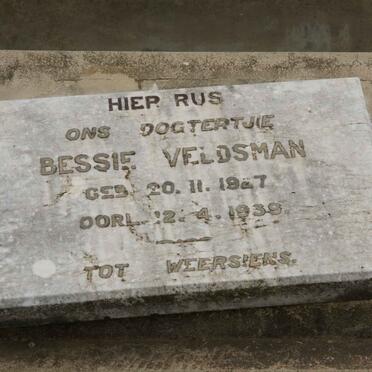 HIER RUS
ONS DOGTERTJIE
BESSIE VELDSMAN
GEB. 20. 11. 1927
OORL. 12. 4. 1939
TOT WEERSIENS.